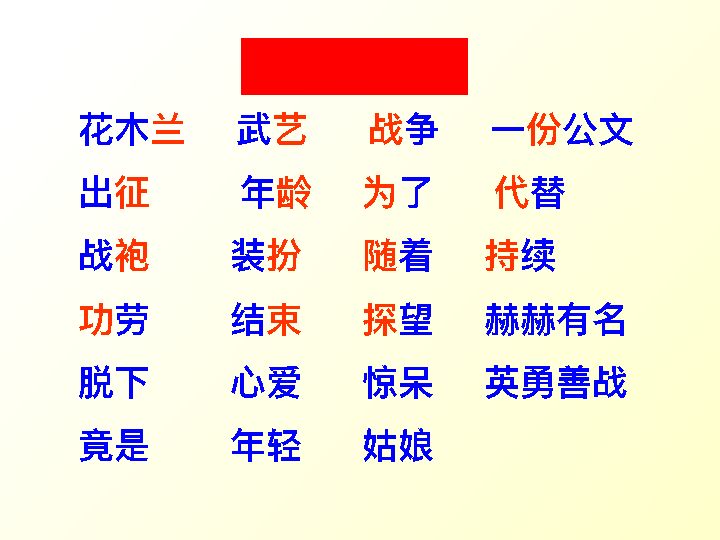 花木兰 武艺 战争 一份公文
出征 年龄 为了 代替
战袍 装扮 随着 持续
功劳 结束 探望 赫赫有名
脱下 心爱 惊呆 英勇善战
竟是 年轻 姑娘